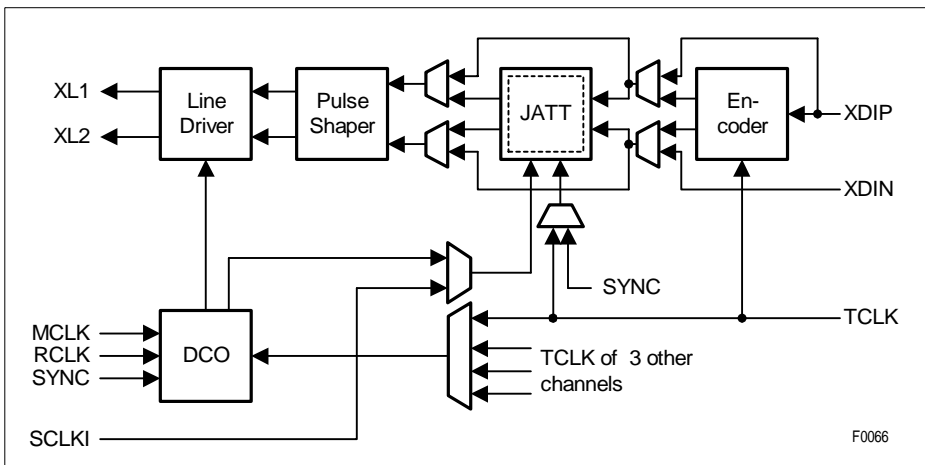 XL1
XL2
Line
Driver
Pulse
Shaper
JATT
En-
coder
XDIP
XDIN
SYNC
TCLK
MCLK
RCLK
SYNC
DCO
TCLK of 3 other
channels
SCLKI
F0066